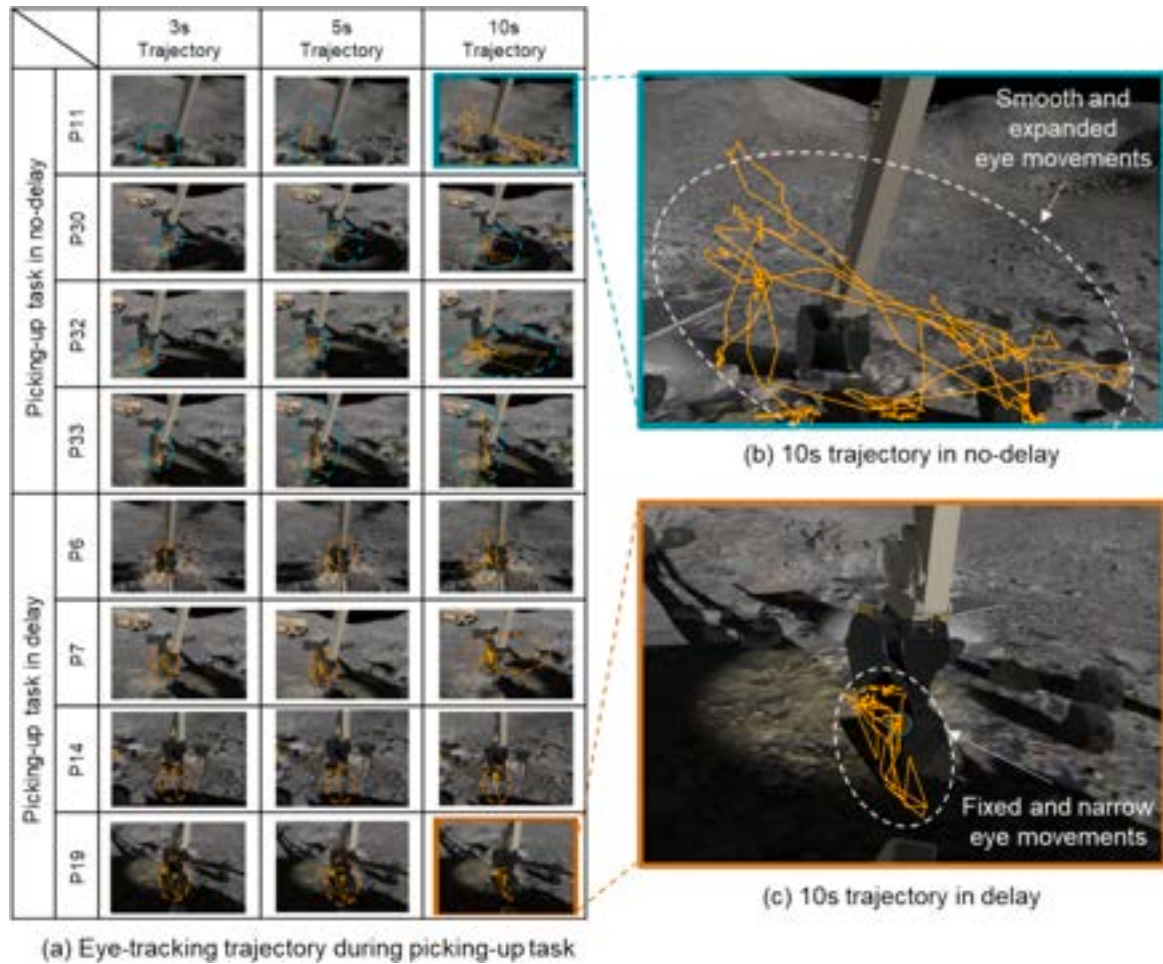 3s
Trajectory
5s
Trajectory
10s
Trajectory
Picking-up task in no-delay
P11
P30
P32
P33
Picking-up task in delay
P6
P7
P14
P19
(a) Eye-tracking trajectory during picking-up task
Smooth and
expanded
eye movements
(b) 10s trajectory in no-delay
Fixed and narrow
eye movements
(c) 10s trajectory in delay